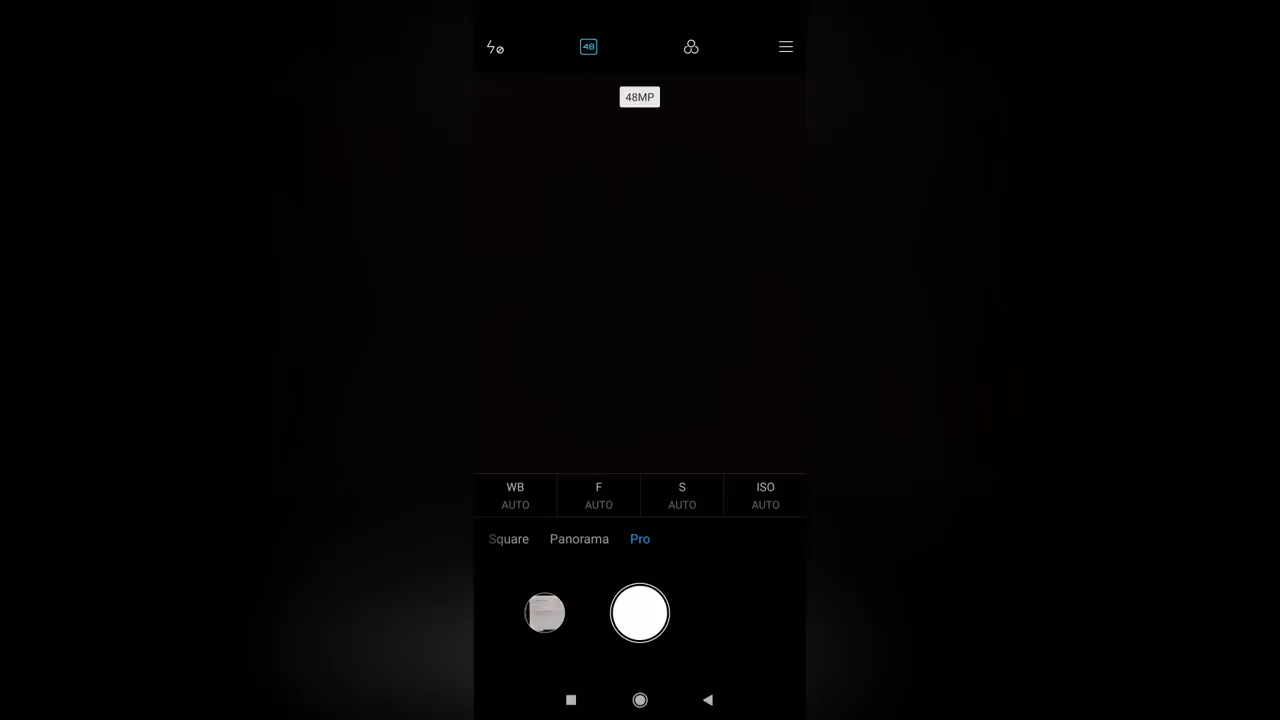 48
48MP
WB F S ISO
AUTO AUTO AUTO AUTO
Square Panorama Pro